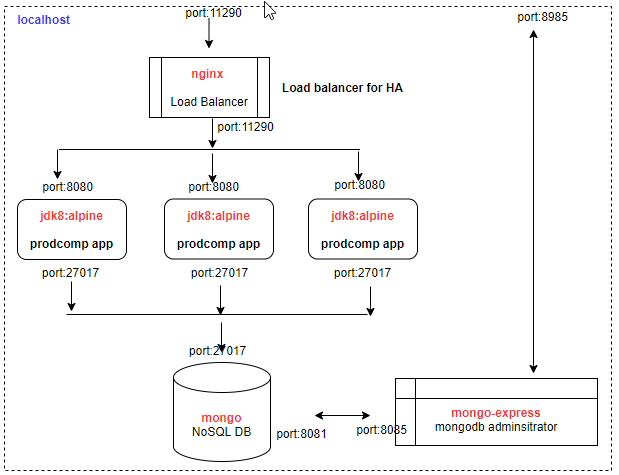 port:11290
port:8985
localhost
nginx
Load Balancer
Load balancer for HA
port:11290
port:8080
port:8080
port:8080
jdk8:alpine
jdk8:alpine
jdk8:alpine
prodcomp app
prodcomp app
prodcomp app
port:27017
port:27017
port:27017
port:27017
mongo
NoSQL DB
port:8081
port:8085
mongo-express
mongodb adminsitrator